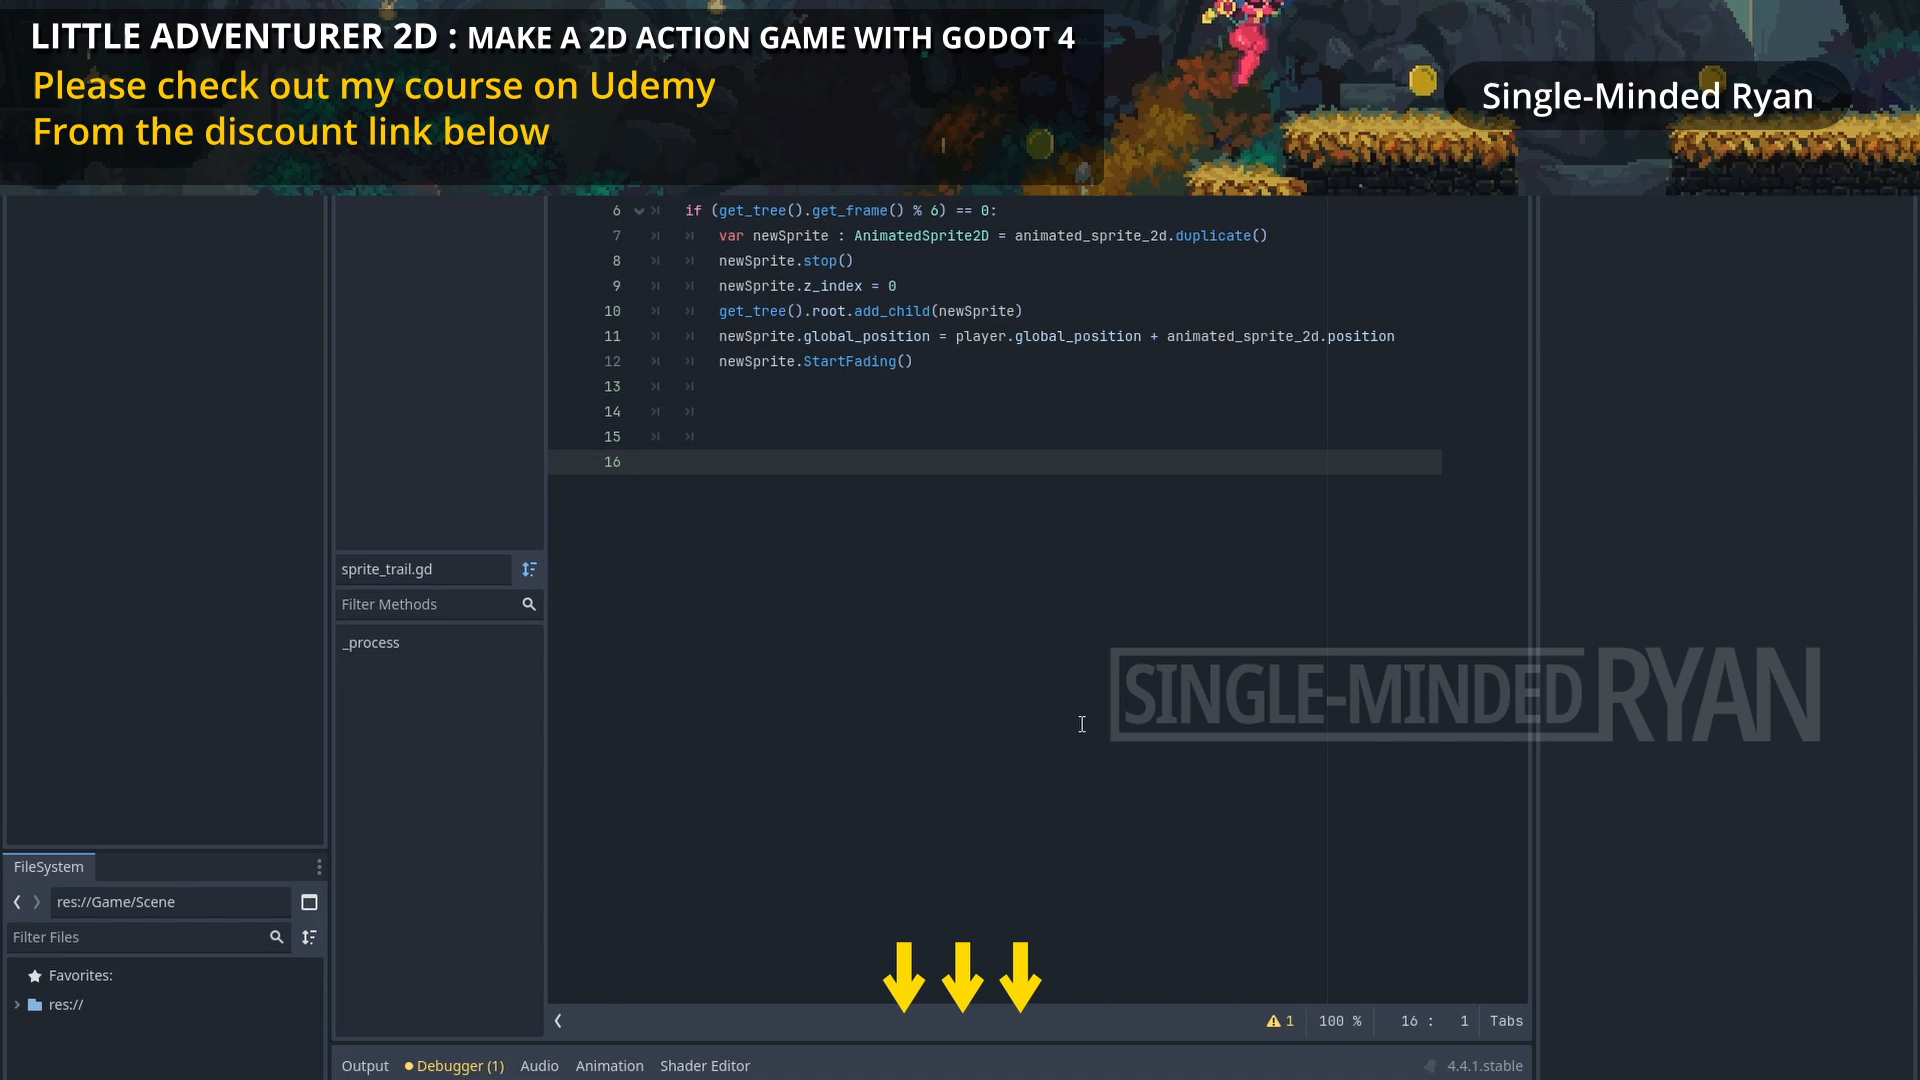 LITTLE ADVENTURER 2D : MAKE A 2D ACTION GAME WITH GODOT 4
Please check out my course on Udemy
From the discount link below
Single-Minded Ryan
6 if (get_tree().get_frame() % 6) == 0:
7 var newSprite : AnimatedSprite2D = animated_sprite_2d.duplicate()
8 newSprite.stop()
9 newSprite.z_index = 0
10 get_tree().root.add_child(newSprite)
11 newSprite.global_position = player.global_position + animated_sprite_2d.position
12 newSprite.StartFading()
13
14
15
16
sprite_trail.gd
Filter Methods
_process
SINGLE-MINDED RYAN
FileSystem
res://Game/Scene
Filter Files
Favorites:
res://
1 100 % 16 : 1 Tabs
Output Debugger (1) Audio Animation Shader Editor 4.4.1.stable